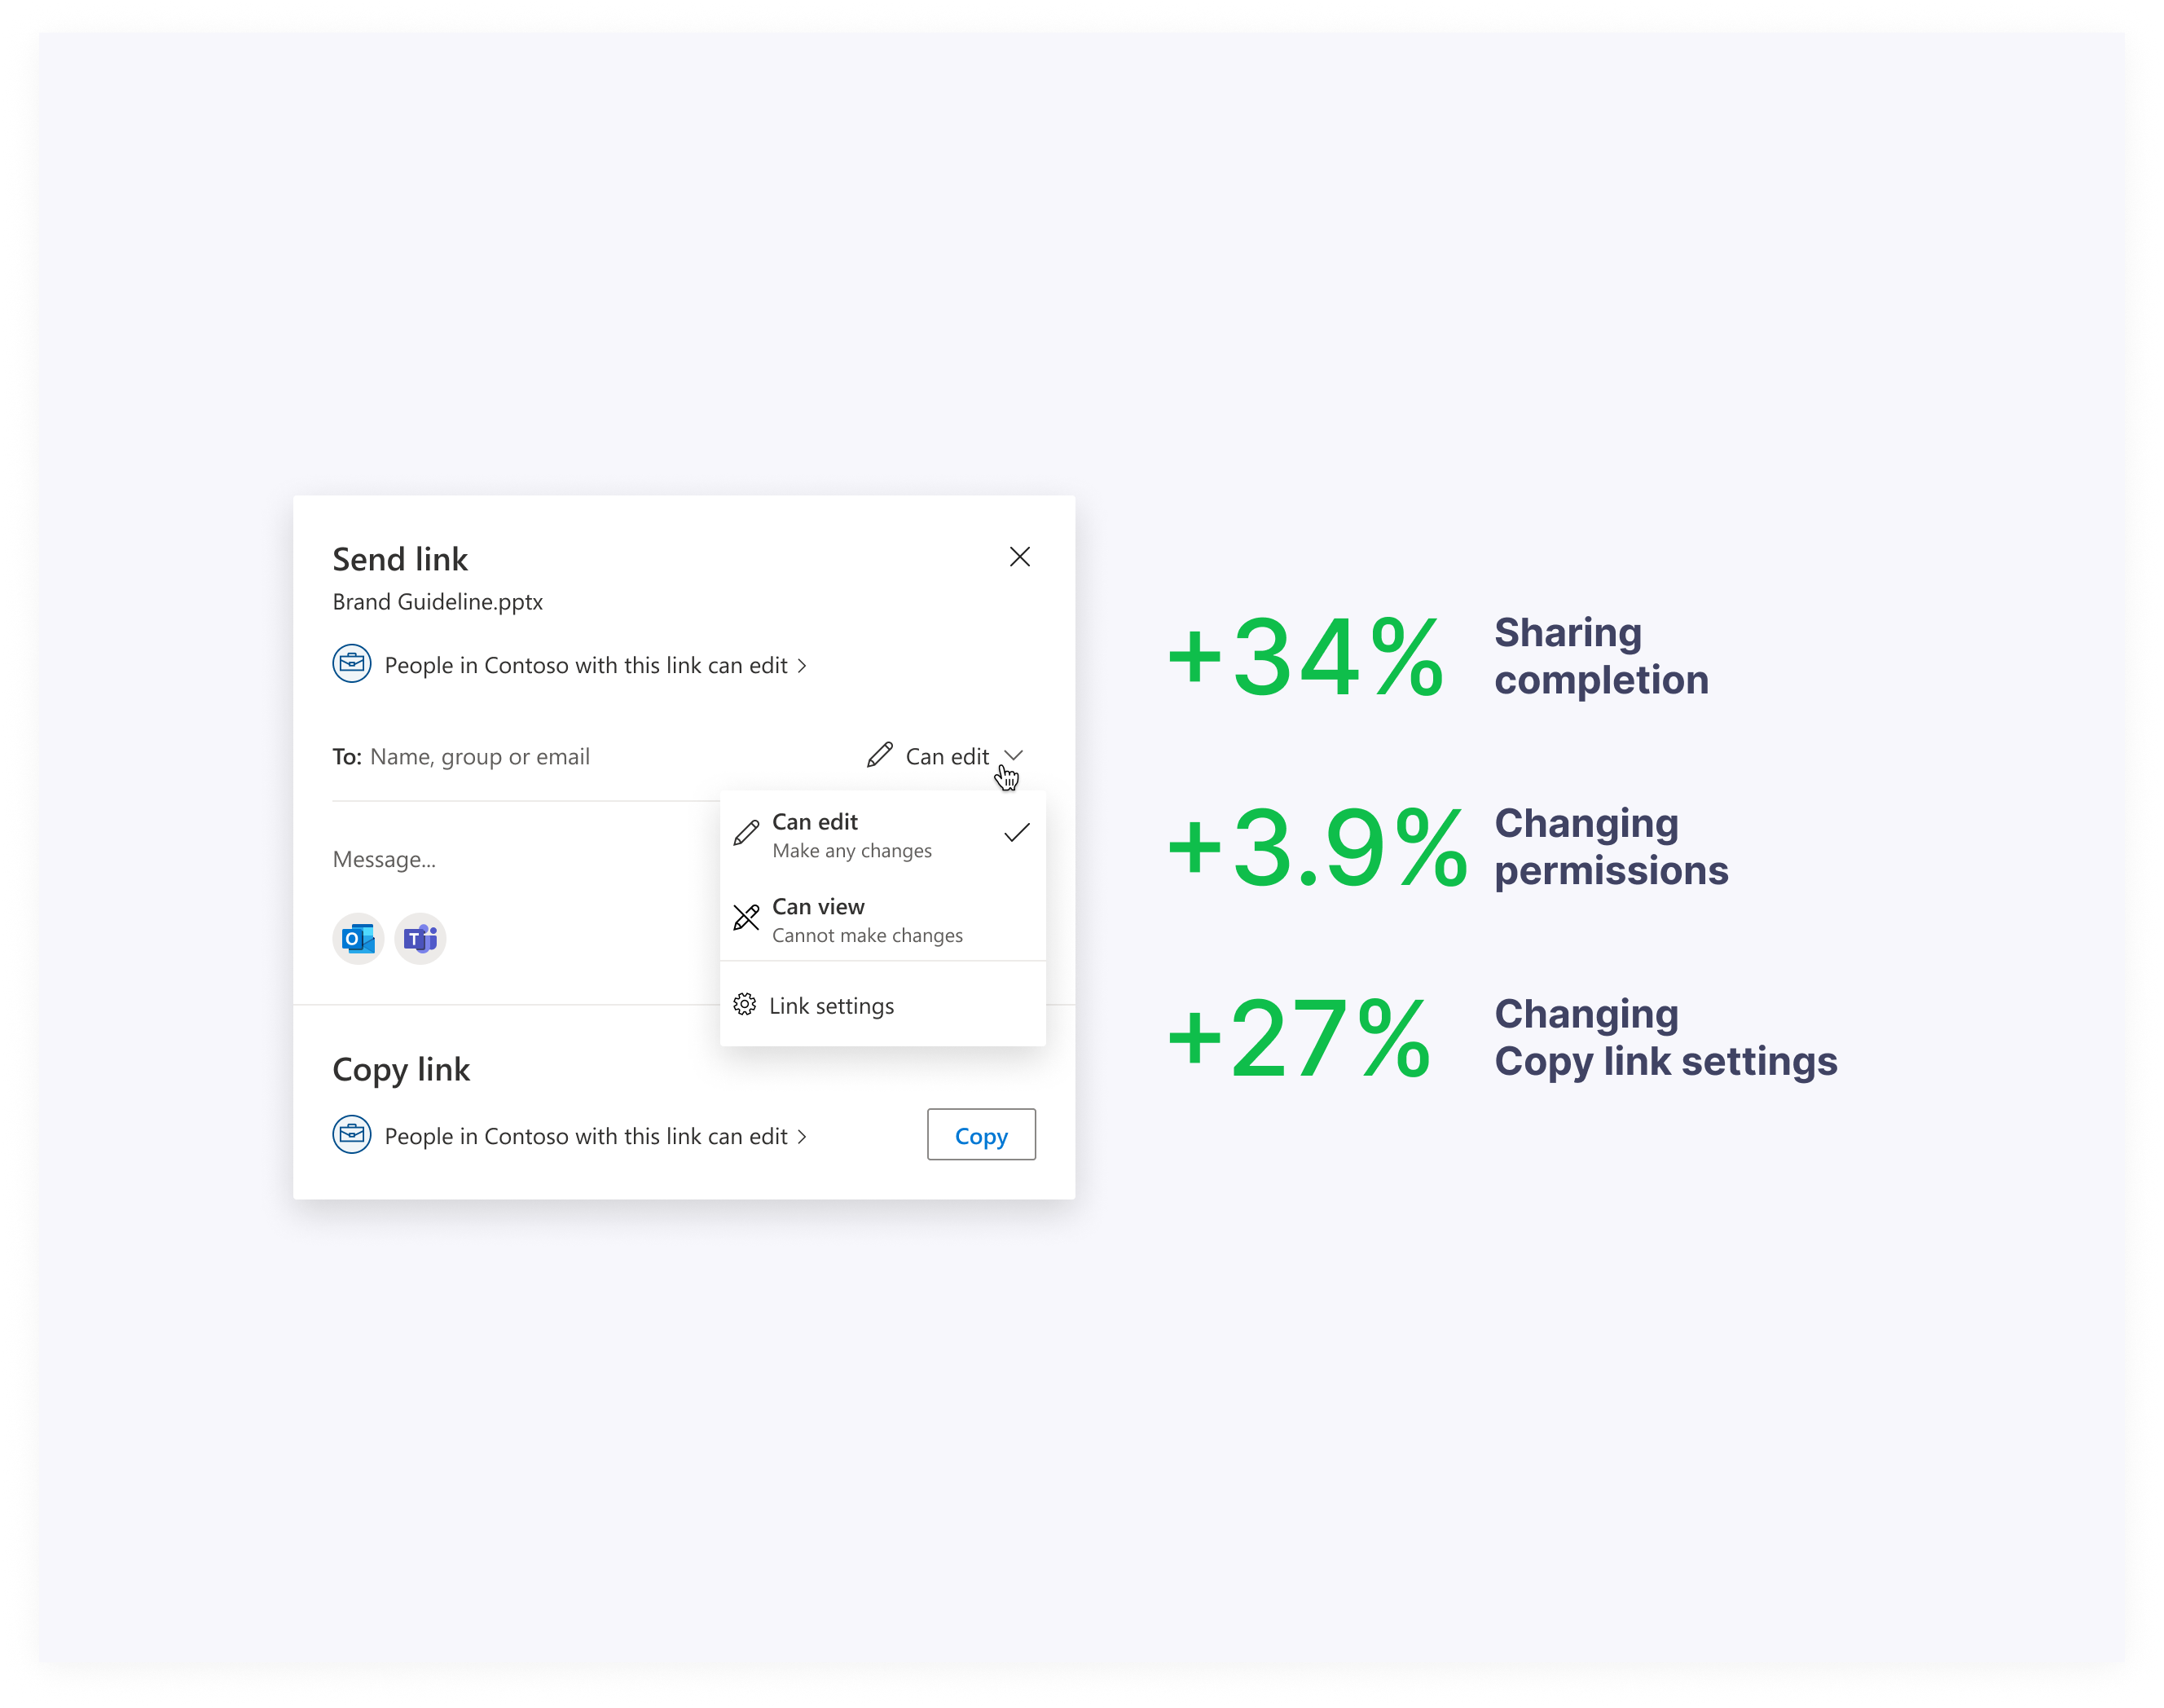 Send link
Brand Guideline.pptx
People in Contoso with this link can edit
To: Name, group or email
Can edit
Can edit
Make any changes
Can view
Cannot make changes
Link settings
Message...
O
T
Copy link
People in Contoso with this link can edit
Copy
+34%
Sharing
completion
+3.9%
Changing
permissions
+27%
Changing
Copy link settings